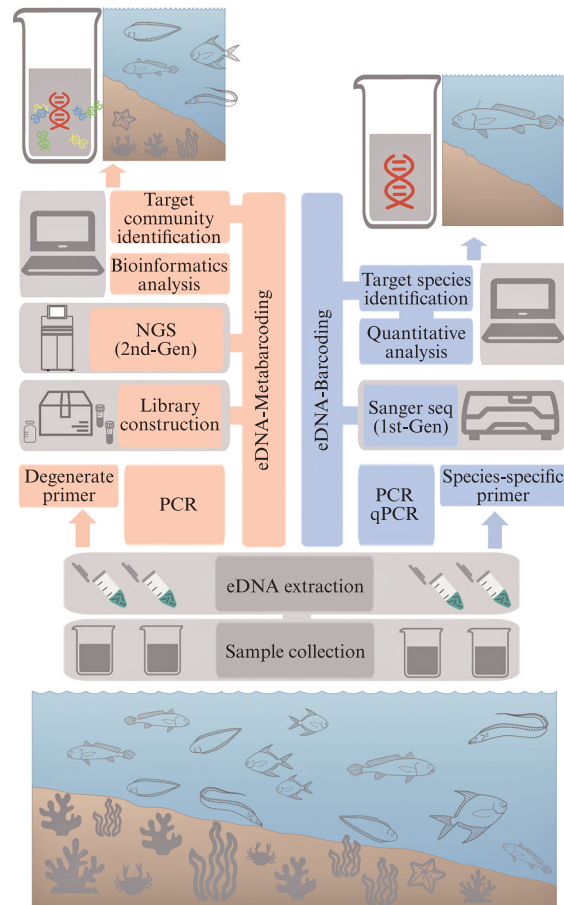 Target
community
identification
Bioinformatics
analysis
NGS
(2nd-Gen)
Library
construction
Degenerate
primer
PCR
eDNA-Metabarcoding
eDNA-Barcoding
Target species
identification
Quantitative
analysis
Sanger seq
(1st-Gen)
PCR
qPCR
Species-specific
primer
eDNA extraction
Sample collection